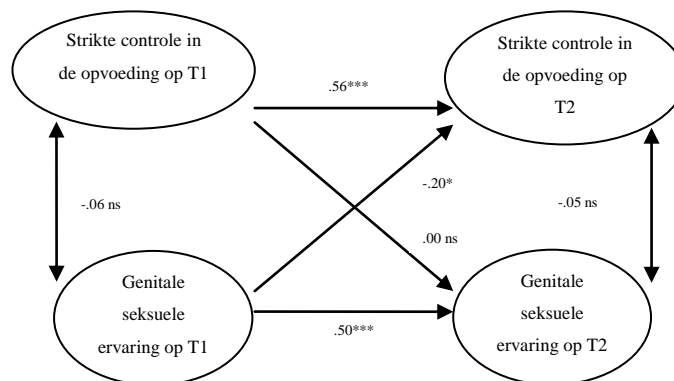 Strikte controle in
de opvoeding op T1
Strikte controle in
de opvoeding op
T2
.56***
-.06 ns
-.20*
-.05 ns
.00 ns
Genitale
seksuele
ervaring op T1
Genitale
seksuele
ervaring op T2
.50***